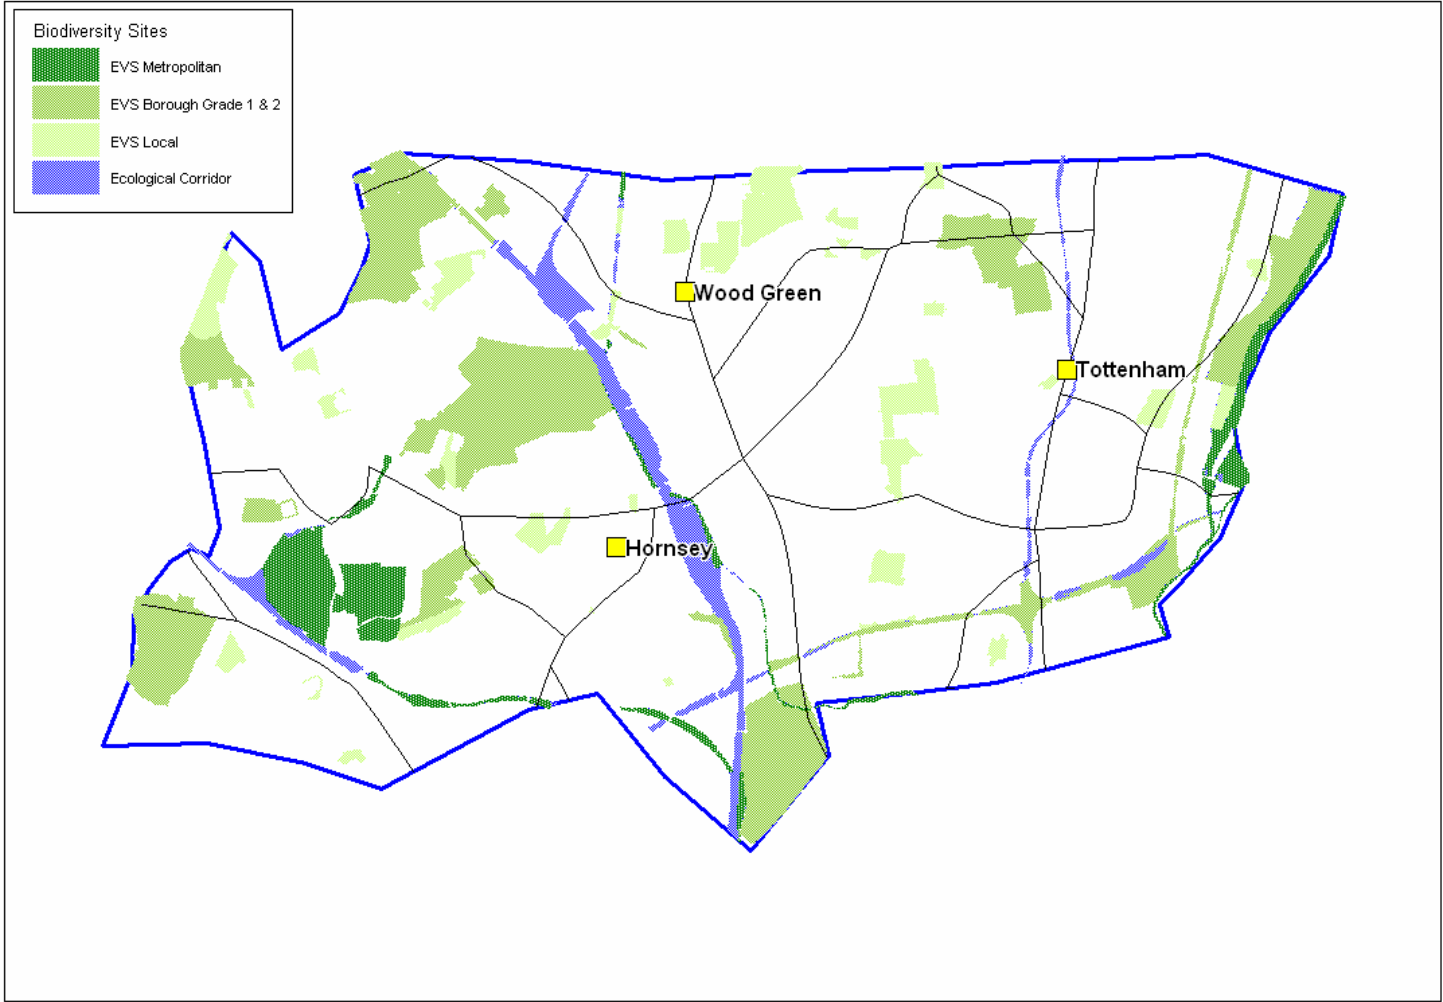 Biodiversity Sites
EVS Metropolitan
EVS Borough Grade 1 & 2
EVS Local
Ecological Corridor
Wood Green
Tottenham
Hornsey